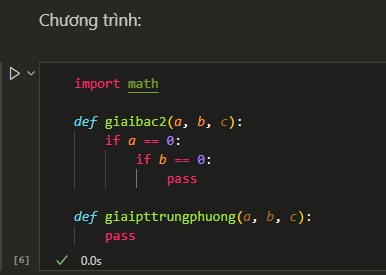 Chương trình:
import math
def giaibac2(a, b, c):
    if a == 0:
        if b == 0:
            pass
def giaipttrungphuong(a, b, c):
    pass
[6]
0.0s